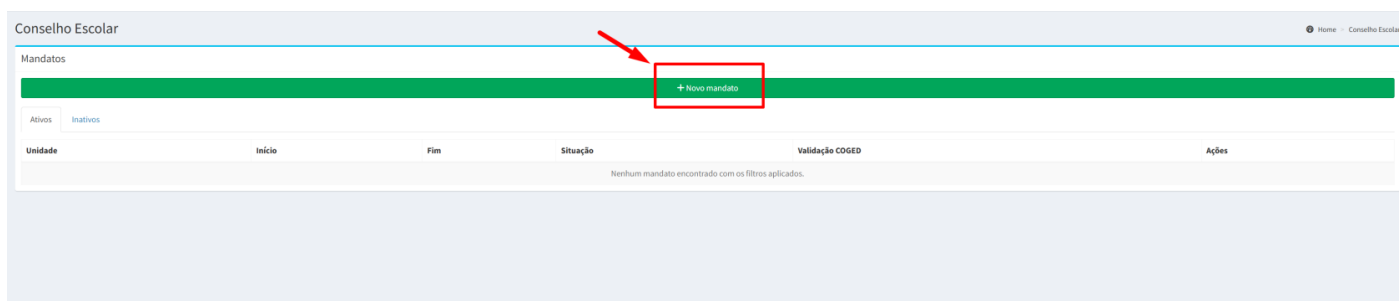 Conselho Escolar
Home > Conselho Escolar
Mandatos
+ Novo mandato
Ativos Inativos
Unidade Início Fim Situação Validação COGED Ações
Nenhum mandato encontrado com os filtros aplicados.